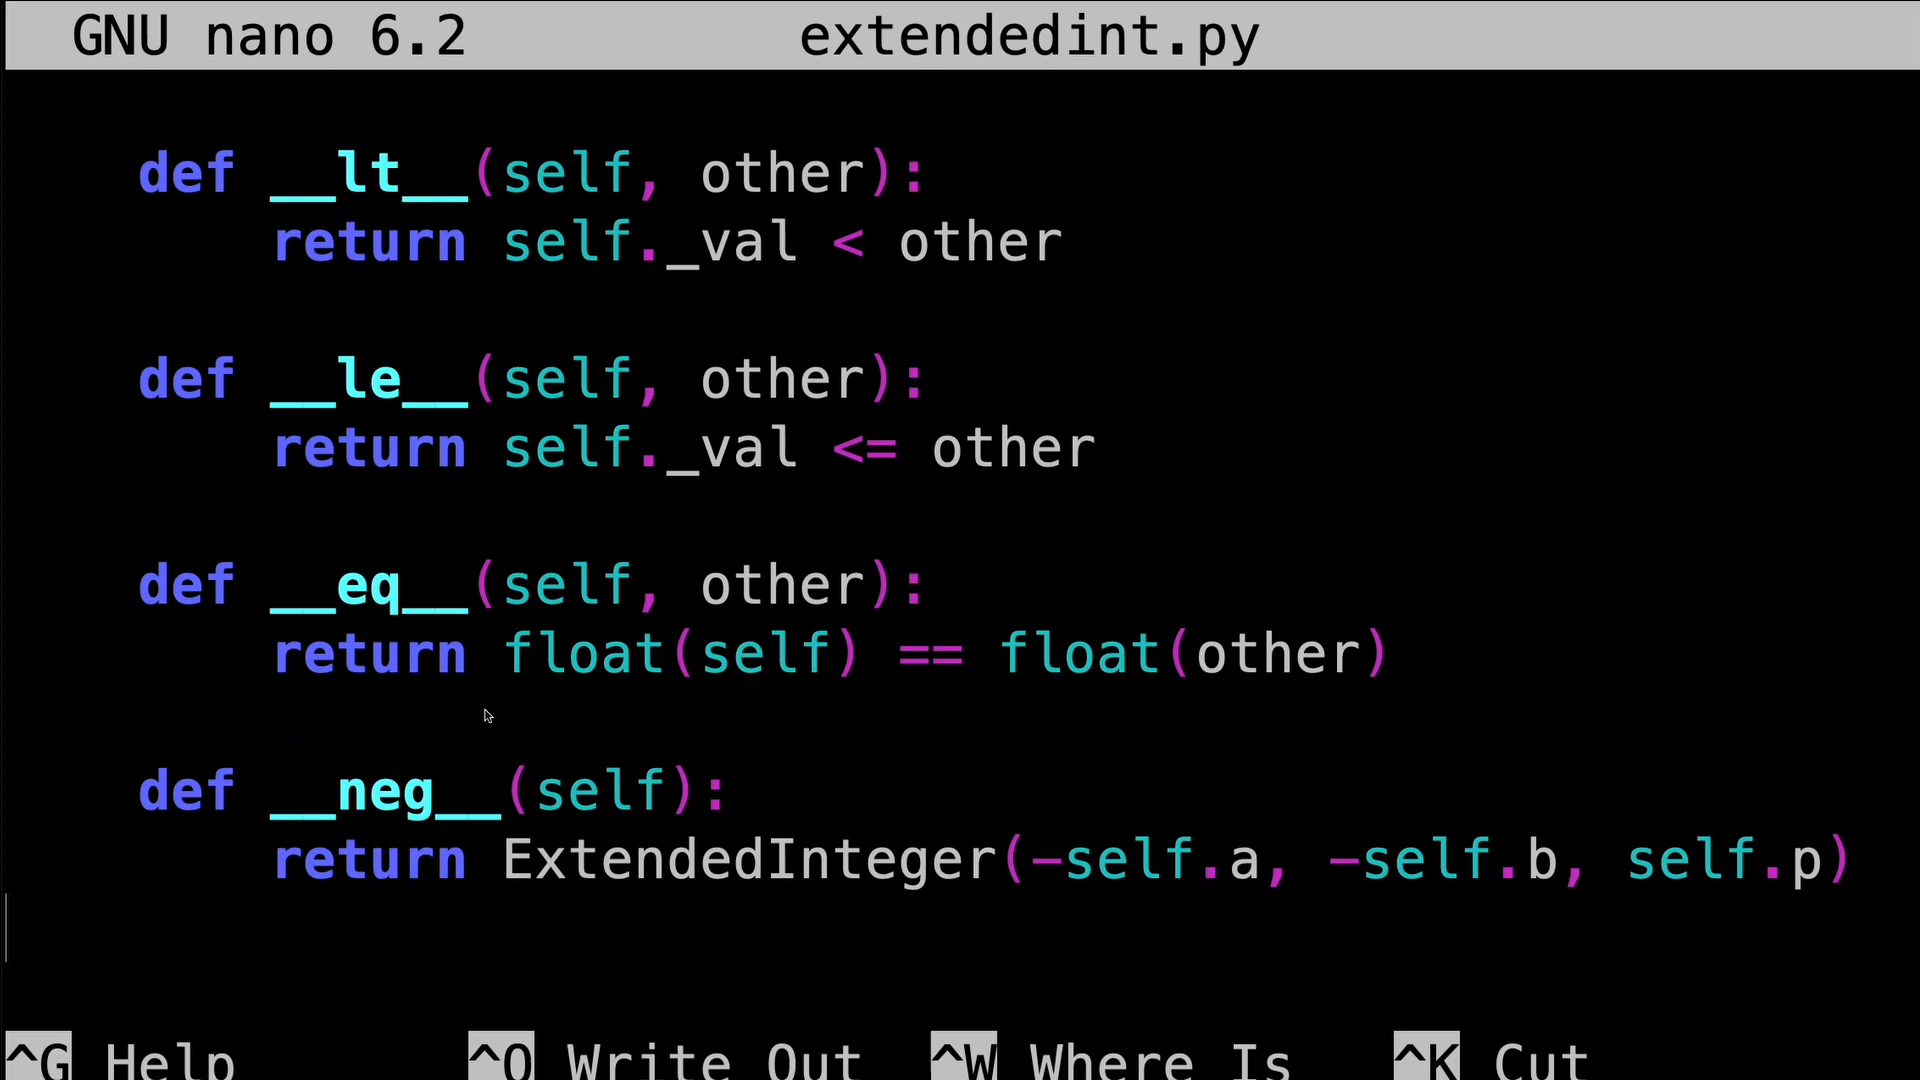 GNU nano 6.2 extendedint.py
def __lt__(self, other):
return self._val < other
def __le__(self, other):
return self._val <= other
def __eq__(self, other):
return float(self) == float(other)
def __neg__(self):
return ExtendedInteger(-self.a, -self.b, self.p)
^G Help ^O Write Out ^W Where Is ^K Cut